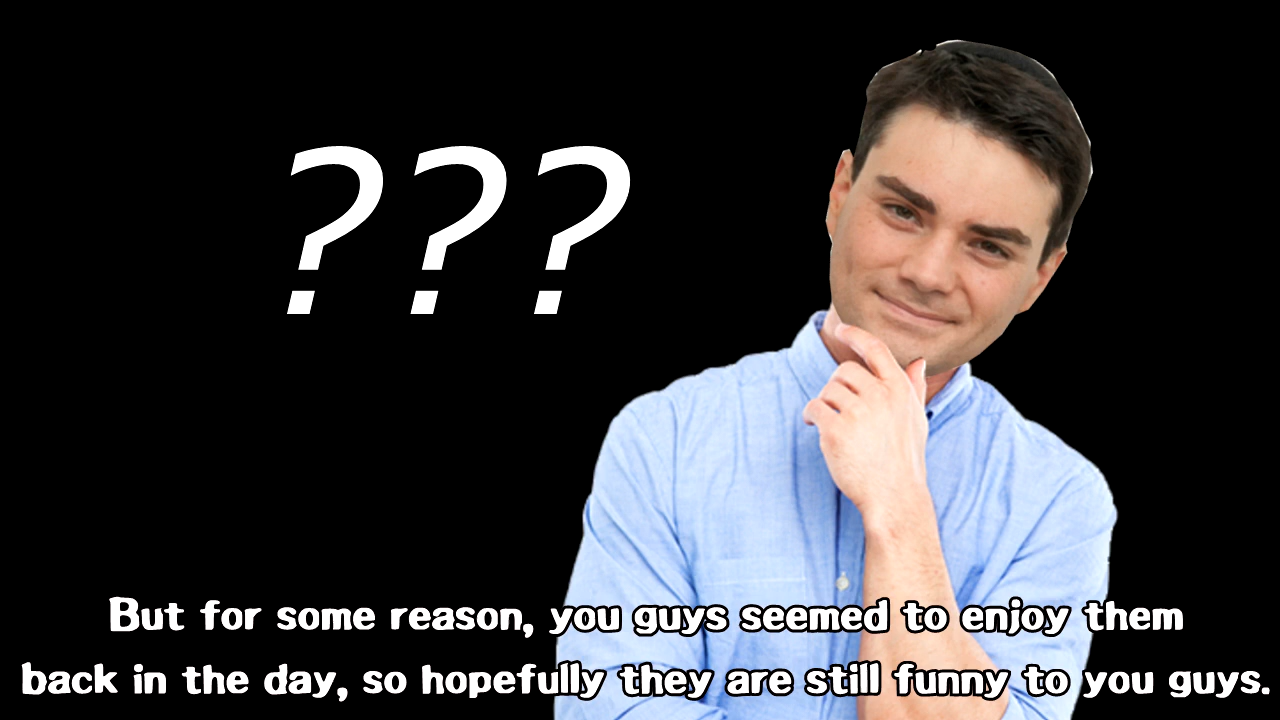 ???
But for some reason, you guys seemed to enjoy them
back in the day, so hopefully they are still funny to you guys.